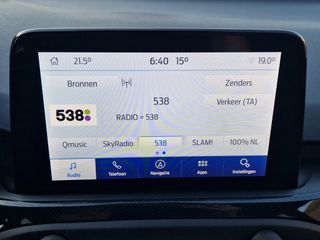 21.5° 6:40 15° 19.0°
Bronnen Zenders
538 Verkeer (TA)
538 RADIO = 538
Qmusic SkyRadio 538 SLAM! 100% NL
Audio Telefoon Navigatie Apps Instellingen